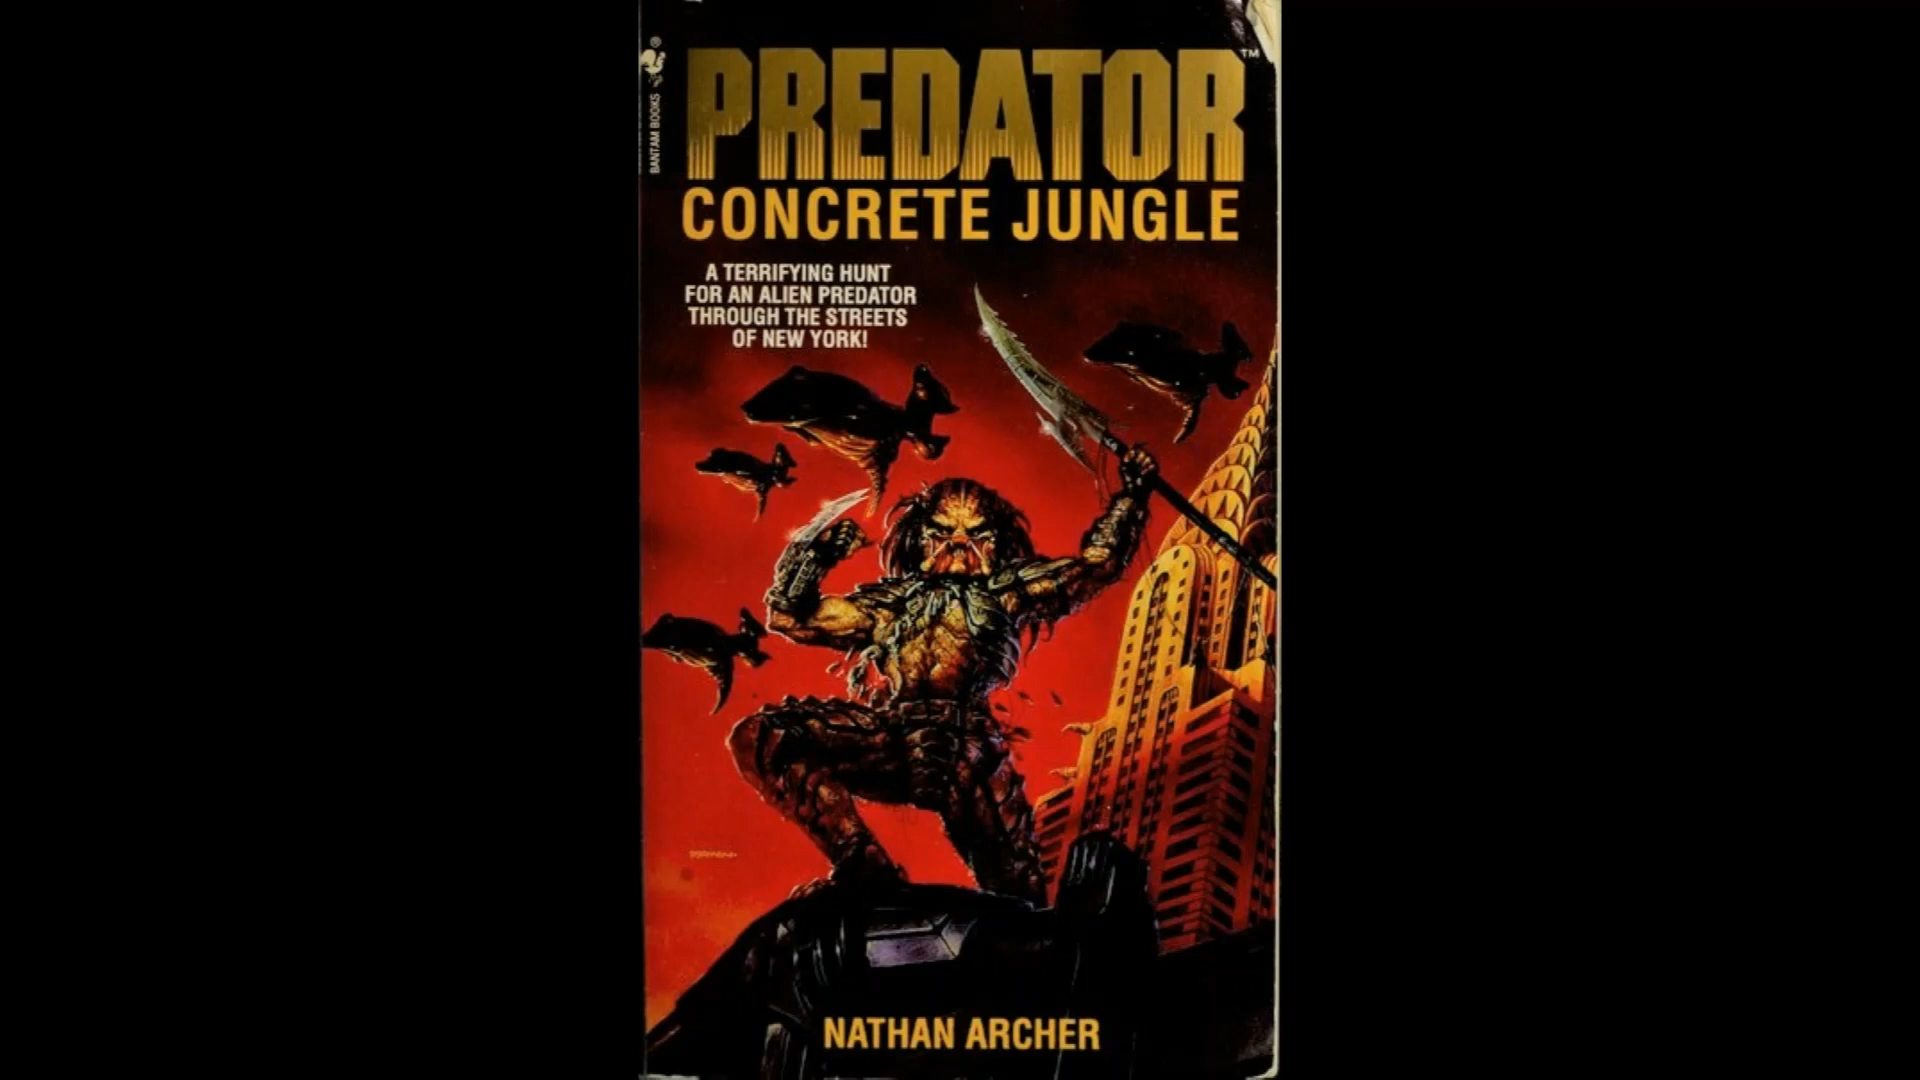 PREDATOR™
CONCRETE JUNGLE
A TERRIFYING HUNT
FOR AN ALIEN PREDATOR
THROUGH THE STREETS
OF NEW YORK!
BANTAM BOOKS
®
NATHAN ARCHER